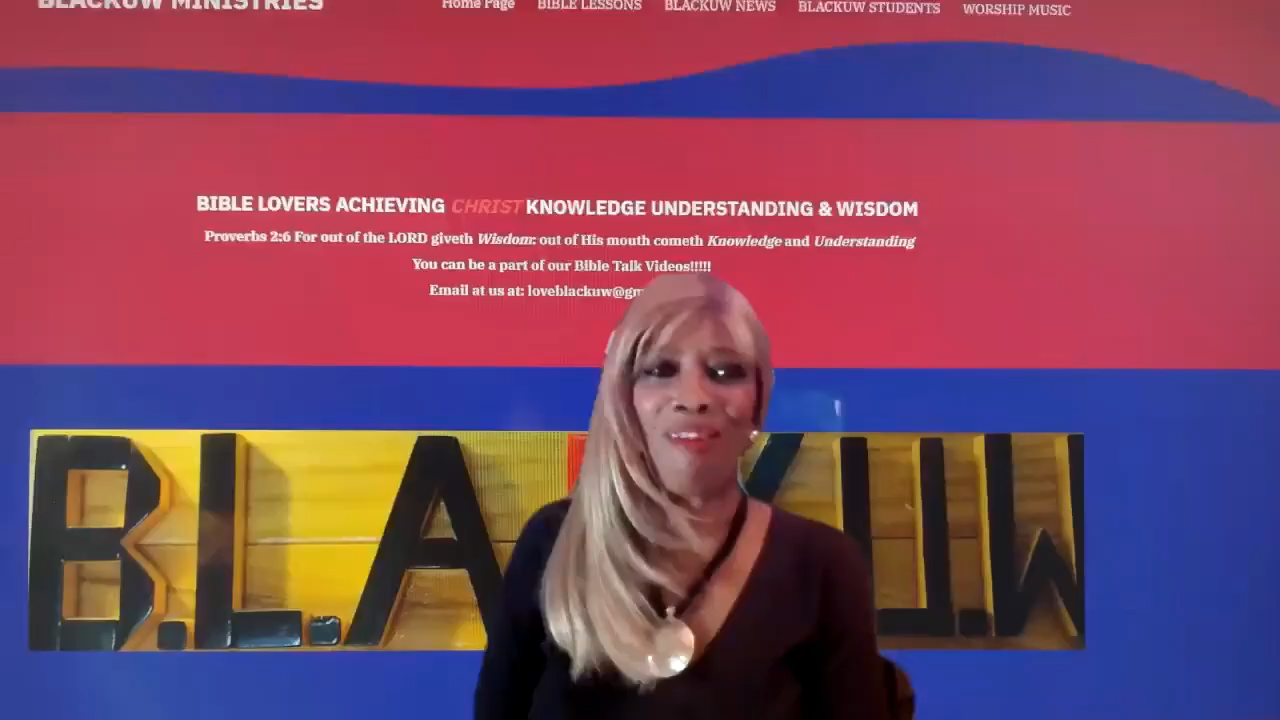 BLACKUW MINISTRIES
Home Page BIBLE LESSONS BLACKUW NEWS BLACKUW STUDENTS WORSHIP MUSIC
BIBLE LOVERS ACHIEVING CHRIST KNOWLEDGE UNDERSTANDING & WISDOM
Proverbs 2:6 For out of the LORD giveth Wisdom: out of His mouth cometh Knowledge and Understanding
You can be a part of our Bible Talk Videos!!!!!
Email at us at: loveblackuw@gm
B.L.A K.U.W